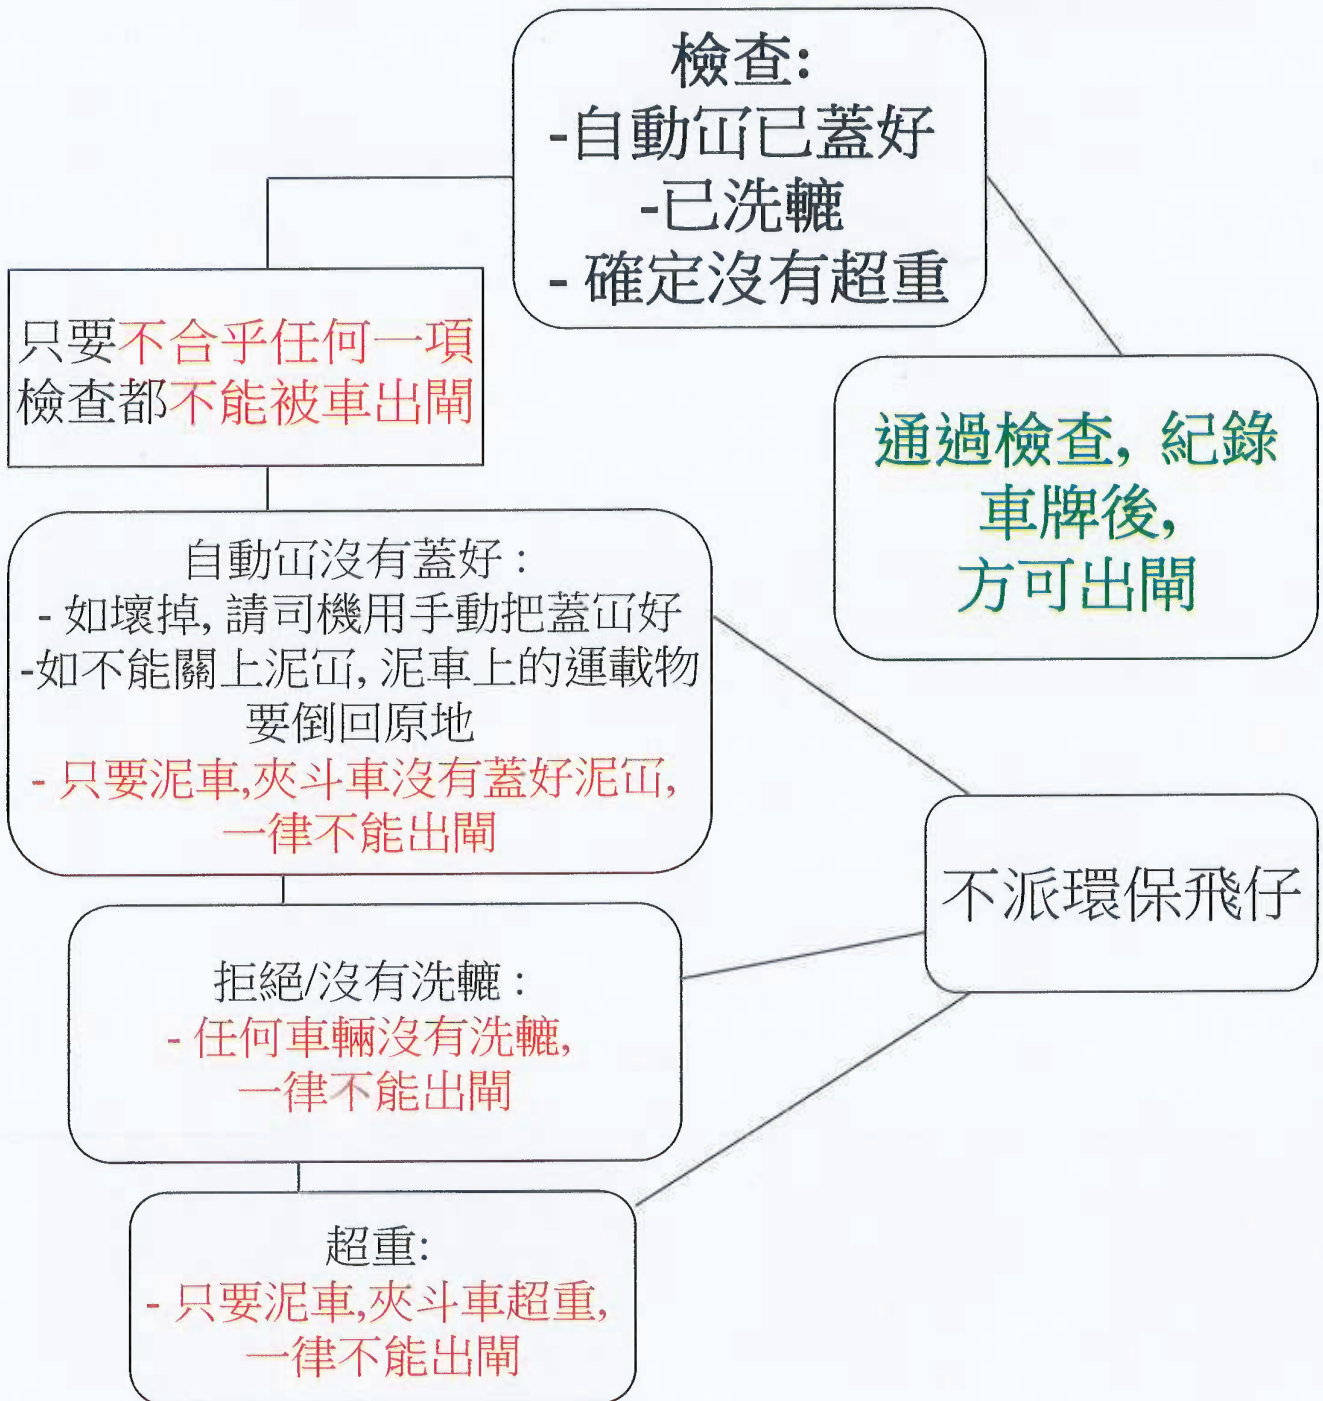 檢查:
-自動冚已蓋好
-已洗轆
- 確定沒有超重
只要不合乎任何一項
檢查都不能被車出閘
通過檢查, 紀錄
車牌後,
方可出閘
自動冚沒有蓋好 :
- 如壞掉, 請司機用手動把蓋冚好
-如不能關上泥冚, 泥車上的運載物
要倒回原地
- 只要泥車,夾斗車沒有蓋好泥冚,
一律不能出閘
不派環保飛仔
拒絕/沒有洗轆 :
- 任何車輛沒有洗轆,
一律不能出閘
超重:
- 只要泥車,夾斗車超重,
一律不能出閘